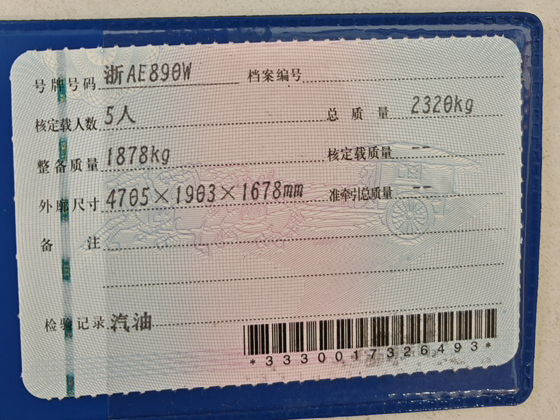 号牌号码 浙AE890W 档案编号
核定载人数 5人 总质量 2320kg
整备质量 1878kg 核定载质量 --
外廓尺寸 4705×1903×1678mm 准牵引总质量 --
备注
检验记录 汽油
*3330017326493*